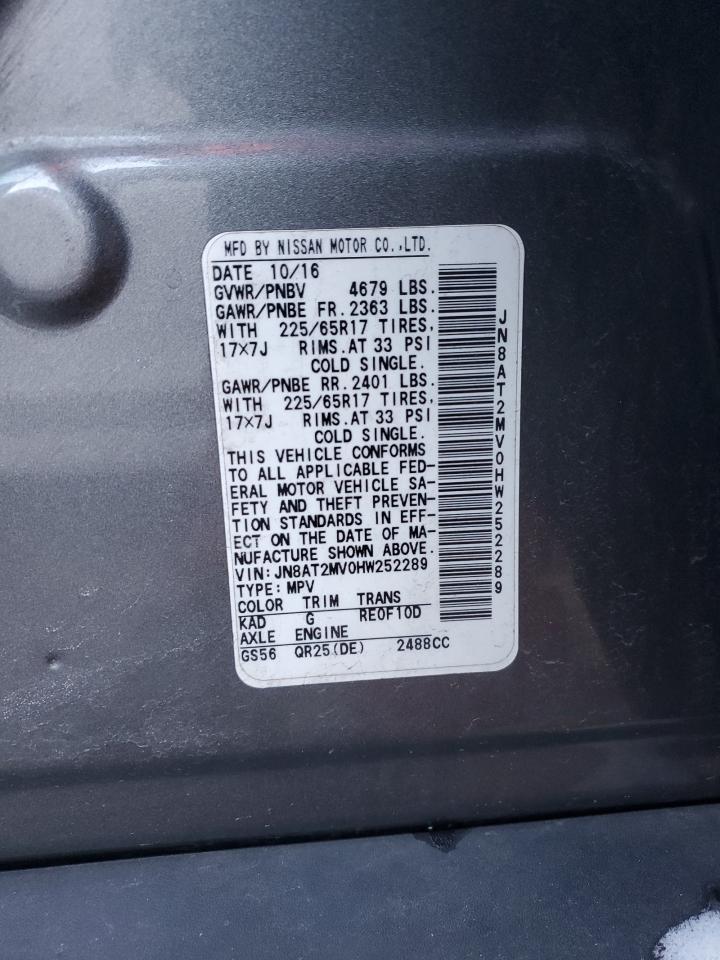 MFD BY NISSAN MOTOR CO.,LTD.
DATE 10/16
GVWR/PNBV 4679 LBS.
GAWR/PNBE FR.2363 LBS.
WITH 225/65R17 TIRES,
17×7J RIMS.AT 33 PSI
COLD SINGLE.
GAWR/PNBE RR.2401 LBS.
WITH 225/65R17 TIRES,
17×7J RIMS.AT 33 PSI
COLD SINGLE.
THIS VEHICLE CONFORMS
TO ALL APPLICABLE FED-
ERAL MOTOR VEHICLE SA-
FETY AND THEFT PREVEN-
TION STANDARDS IN EFF-
ECT ON THE DATE OF MA-
NUFACTURE SHOWN ABOVE.
VIN:JN8AT2MV0HW252289
TYPE:MPV
COLOR TRIM TRANS
KAD G RE0F10D
AXLE ENGINE
GS56 QR25(DE) 2488CC
JN8AT2MV0HW252289